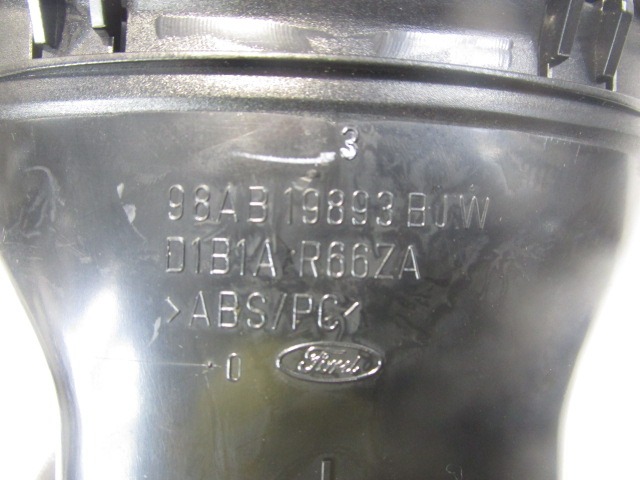 3
98AB 19893 BJW
D1B1A R66ZA
>ABS/PC<
0
Ford